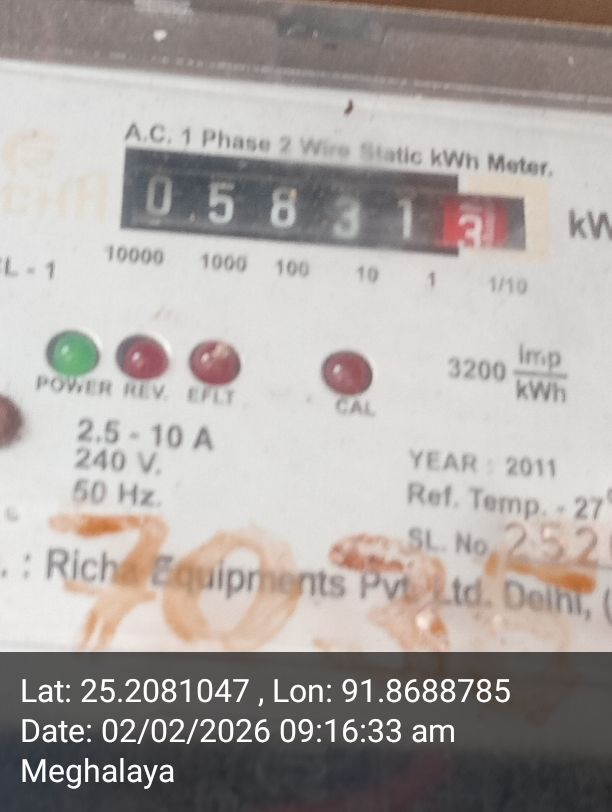 A.C. 1 Phase 2 Wire Static kWh Meter.
0 5 8 3 1 3
10000 1000 100 10 1 1/10
CL - 1
POWER REV. EFLT CAL
3200 imp
kWh
2.5 - 10 A
240 V.
50 Hz.
YEAR : 2011
Ref. Temp. - 27
SL. No. 252
Equipments Pvt. Ltd. Delhi, (
Lat: 25.2081047 , Lon: 91.8688785
Date: 02/02/2026 09:16:33 am
Meghalaya